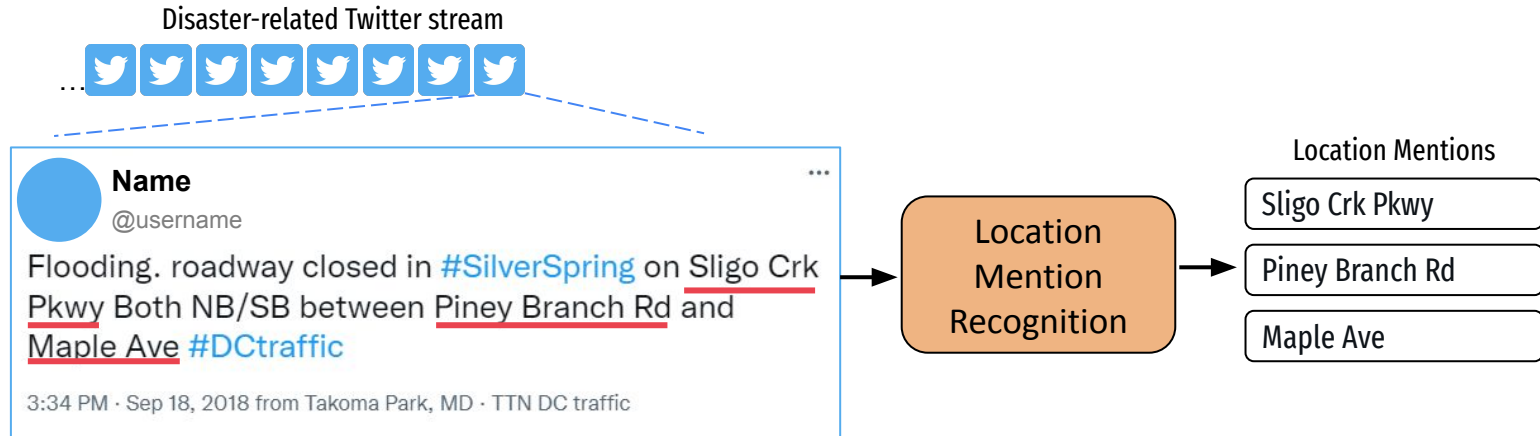 Disaster-related Twitter stream
...
Name
@username
...
Flooding. roadway closed in #SilverSpring on Sligo Crk
Pkwy Both NB/SB between Piney Branch Rd and
Maple Ave #DCtraffic
3:34 PM · Sep 18, 2018 from Takoma Park, MD · TTN DC traffic
Location
Mention
Recognition
Location Mentions
Sligo Crk Pkwy
Piney Branch Rd
Maple Ave